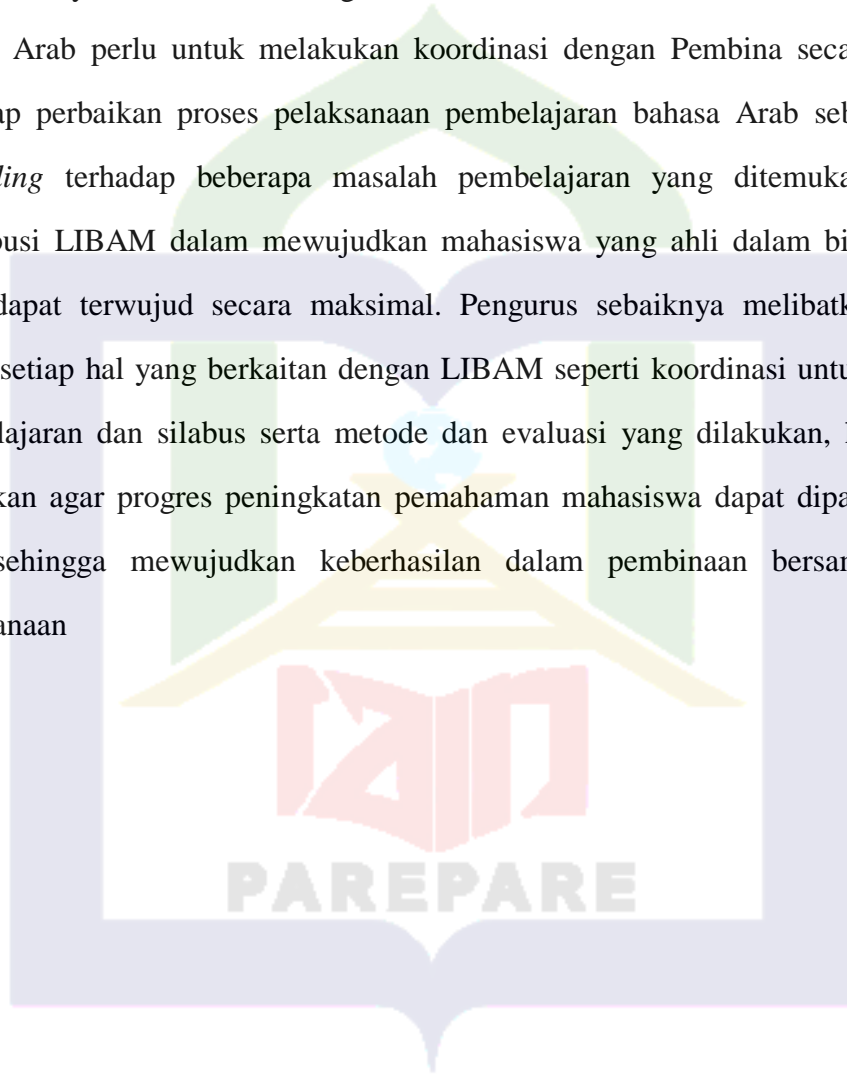 Arab perlu untuk melakukan koordinasi dengan Pembina seca
ap perbaikan proses pelaksanaan pembelajaran bahasa Arab seb
ling terhadap beberapa masalah pembelajaran yang ditemuka
busi LIBAM dalam mewujudkan mahasiswa yang ahli dalam bi
dapat terwujud secara maksimal. Pengurus sebaiknya melibatk
setiap hal yang berkaitan dengan LIBAM seperti koordinasi untu
lajaran dan silabus serta metode dan evaluasi yang dilakukan,
kan agar progres peningkatan pemahaman mahasiswa dapat dipa
sehingga mewujudkan keberhasilan dalam pembinaan bersa
anaan
iain
PAREPARE